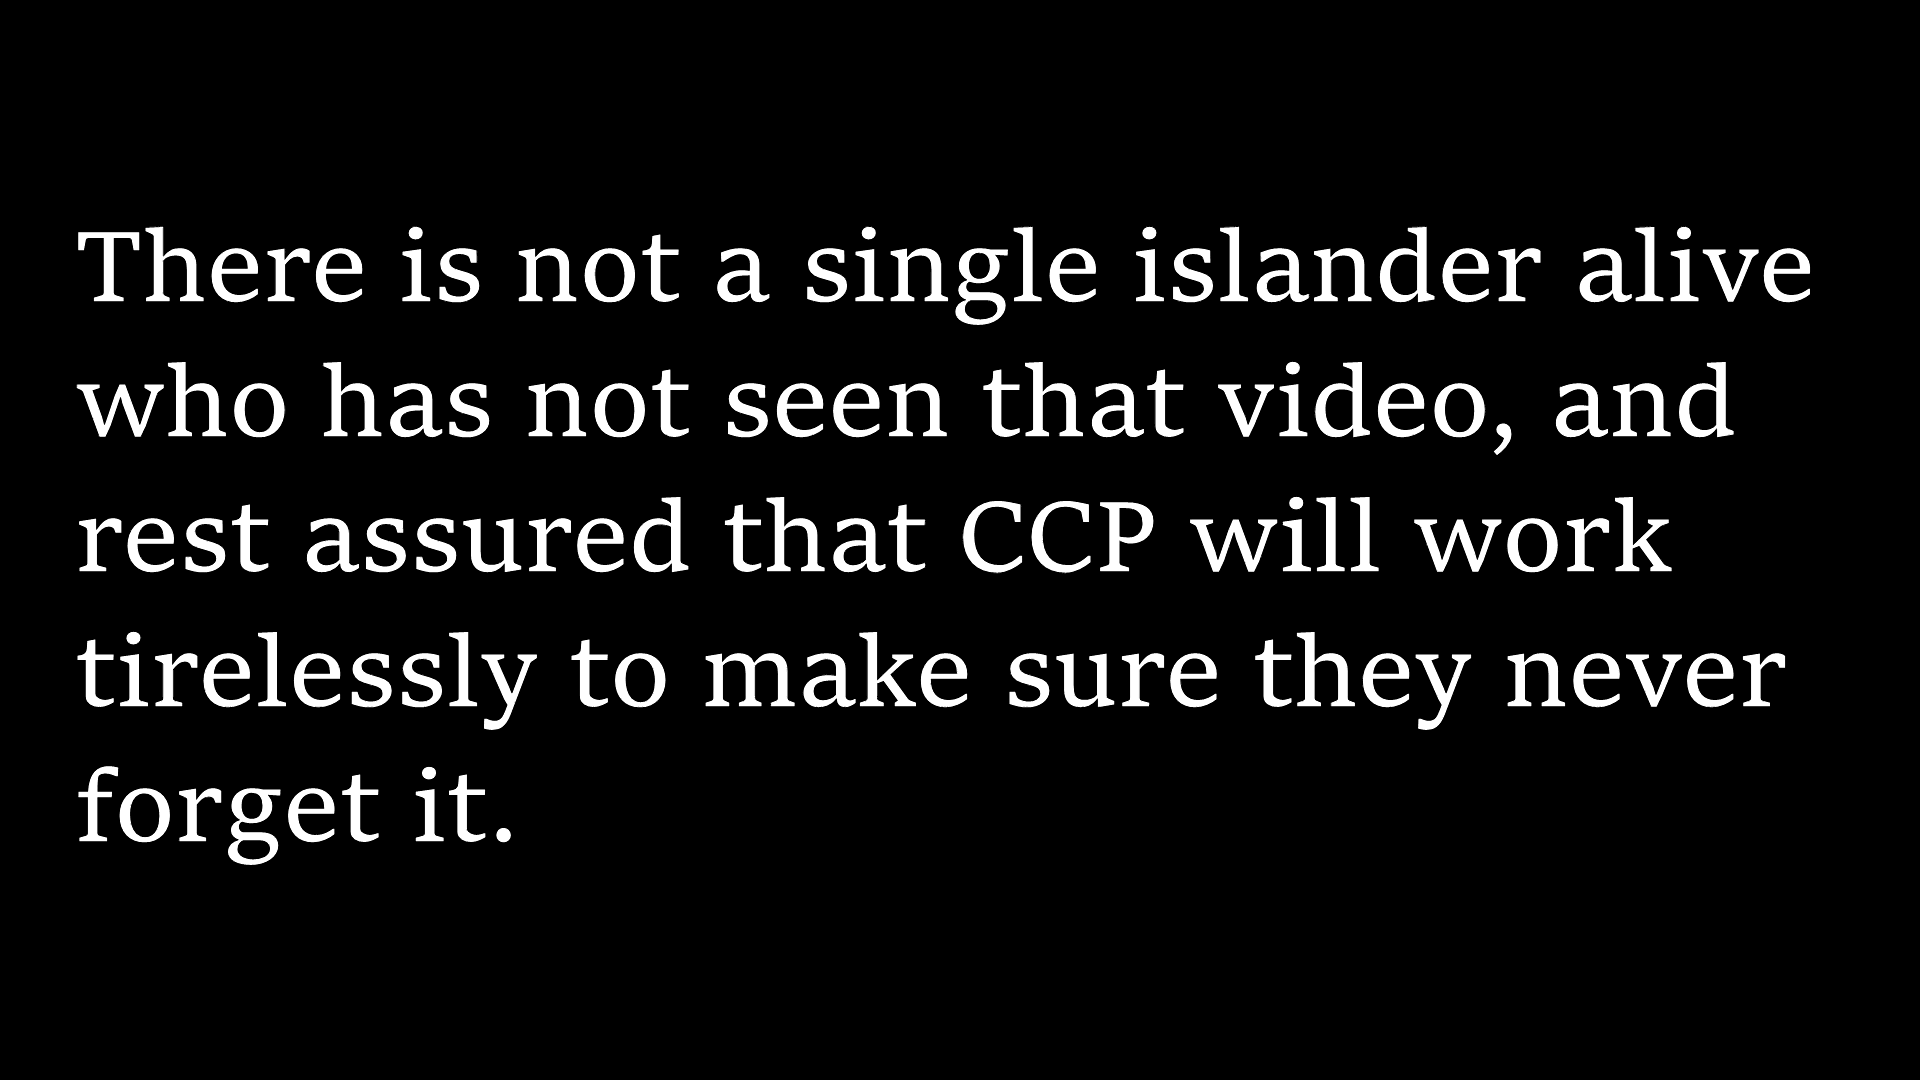 There is not a single islander alive
who has not seen that video, and
rest assured that CCP will work
tirelessly to make sure they never
forget it.